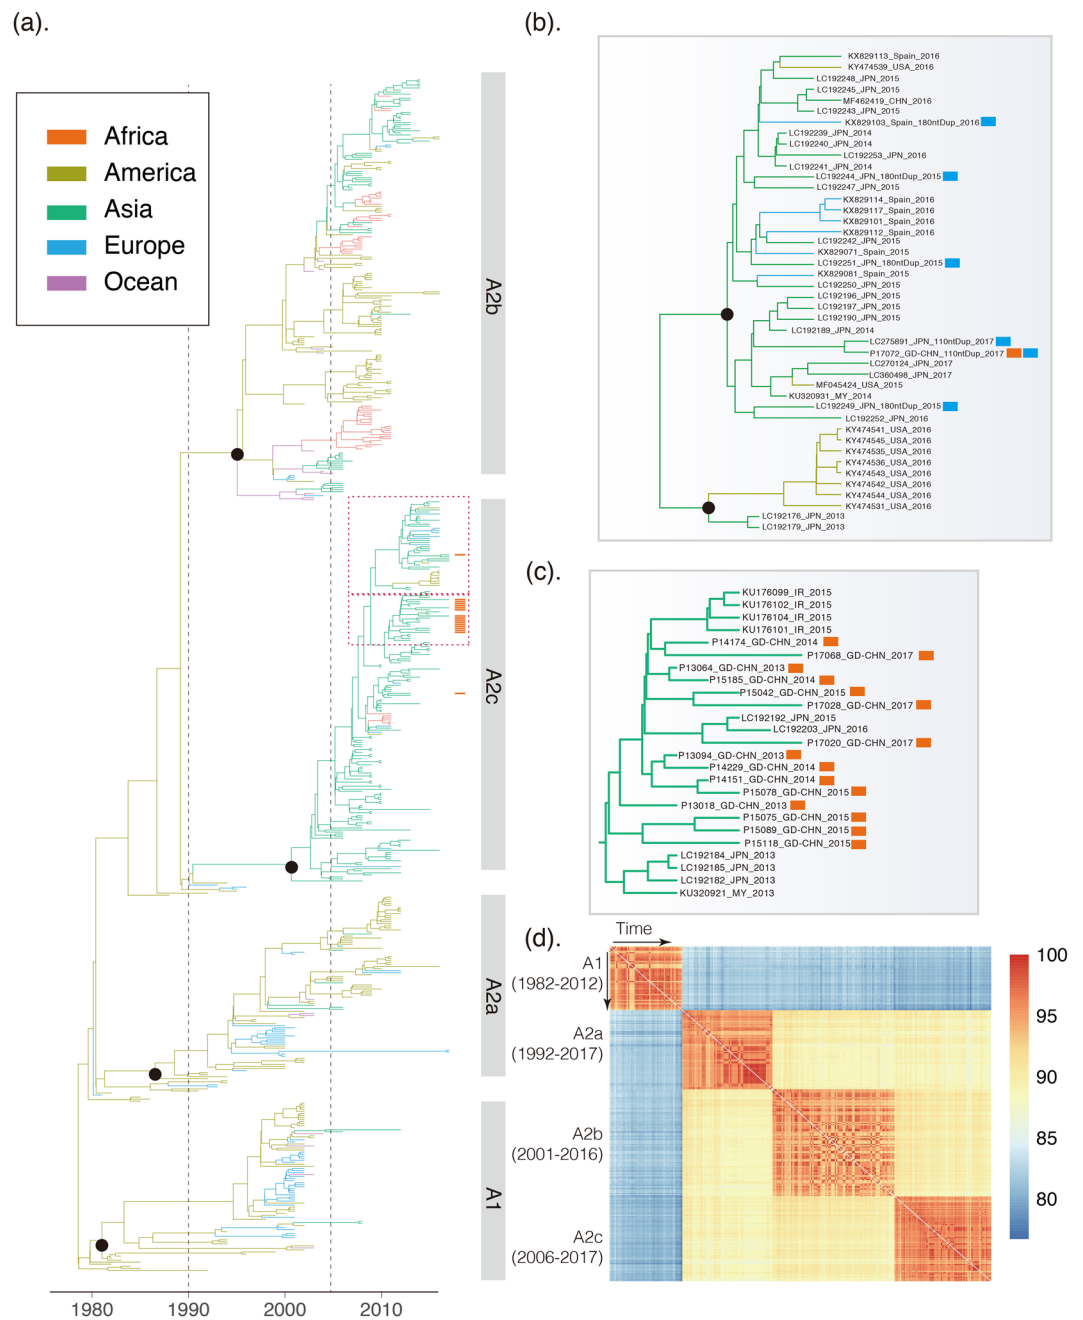 (a).
Africa
America
Asia
Europe
Ocean
A2b
A2c
A2a
A1
1980
1990
2000
2010
(b).
KX829113_Spain_2016
KY474539_USA_2016
LC192248_JPN_2015
LC192245_JPN_2015
MF462419_CHN_2016
LC192243_JPN_2015
KX829103_Spain_180ntDup_2016
LC192239_JPN_2014
LC192240_JPN_2014
LC192253_JPN_2016
LC192241_JPN_2014
LC192244_JPN_180ntDup_2015
LC192247_JPN_2015
KX829114_Spain_2016
KX829117_Spain_2016
KX829101_Spain_2016
KX829112_Spain_2016
LC192242_JPN_2015
KX829071_Spain_2015
LC192251_JPN_180ntDup_2015
KX829081_Spain_2015
LC192250_JPN_2015
LC192196_JPN_2015
LC192197_JPN_2015
LC192190_JPN_2015
LC192189_JPN_2014
LC275891_JPN_110ntDup_2017
P17072_GD-CHN_110ntDup_2017
LC270124_JPN_2017
LC360498_JPN_2017
MF045424_USA_2015
KU320931_MY_2014
LC192249_JPN_180ntDup_2015
LC192252_JPN_2016
KY474541_USA_2016
KY474545_USA_2016
KY474535_USA_2016
KY474536_USA_2016
KY474543_USA_2016
KY474542_USA_2016
KY474544_USA_2016
KY474531_USA_2016
LC192176_JPN_2013
LC192179_JPN_2013
(c).
KU176099_IR_2015
KU176102_IR_2015
KU176104_IR_2015
KU176101_IR_2015
P14174_GD-CHN_2014
P17068_GD-CHN_2017
P13064_GD-CHN_2013
P15185_GD-CHN_2014
P15042_GD-CHN_2015
P17028_GD-CHN_2017
LC192192_JPN_2015
LC192203_JPN_2016
P17020_GD-CHN_2017
P13094_GD-CHN_2013
P14229_GD-CHN_2014
P14151_GD-CHN_2014
P15078_GD-CHN_2015
P13018_GD-CHN_2013
P15075_GD-CHN_2015
P15089_GD-CHN_2015
P15118_GD-CHN_2015
LC192184_JPN_2013
LC192185_JPN_2013
LC192182_JPN_2013
KU320921_MY_2013
(d).
Time
A1
(1982-2012)
A2a
(1992-2017)
A2b
(2001-2016)
A2c
(2006-2017)
100
95
90
85
80